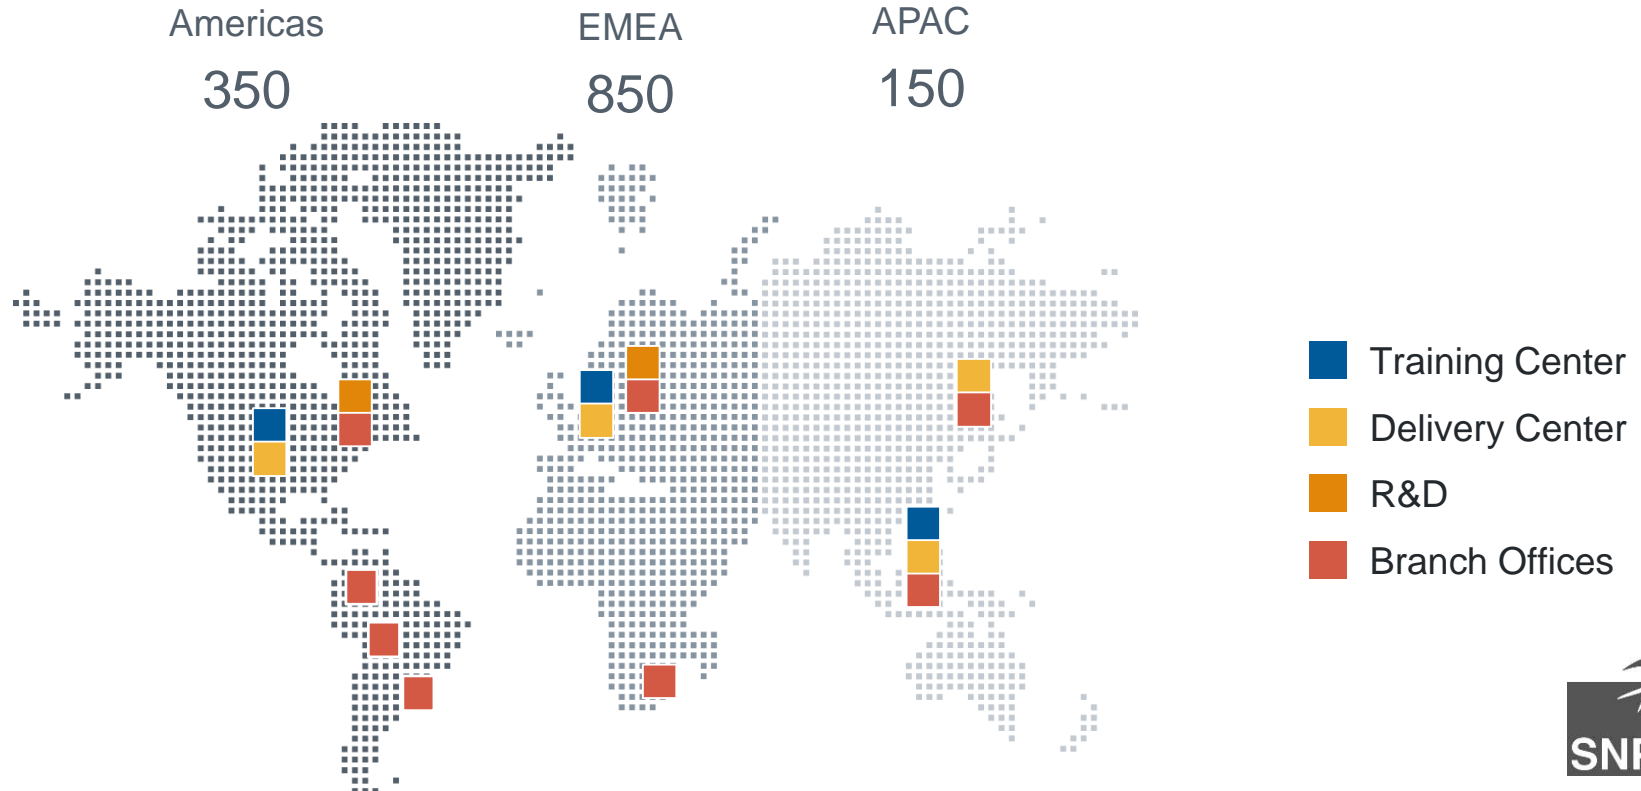 Americas
EMEA
APAC
350
850
150
Training Center
Delivery Center
R&D
Branch Offices